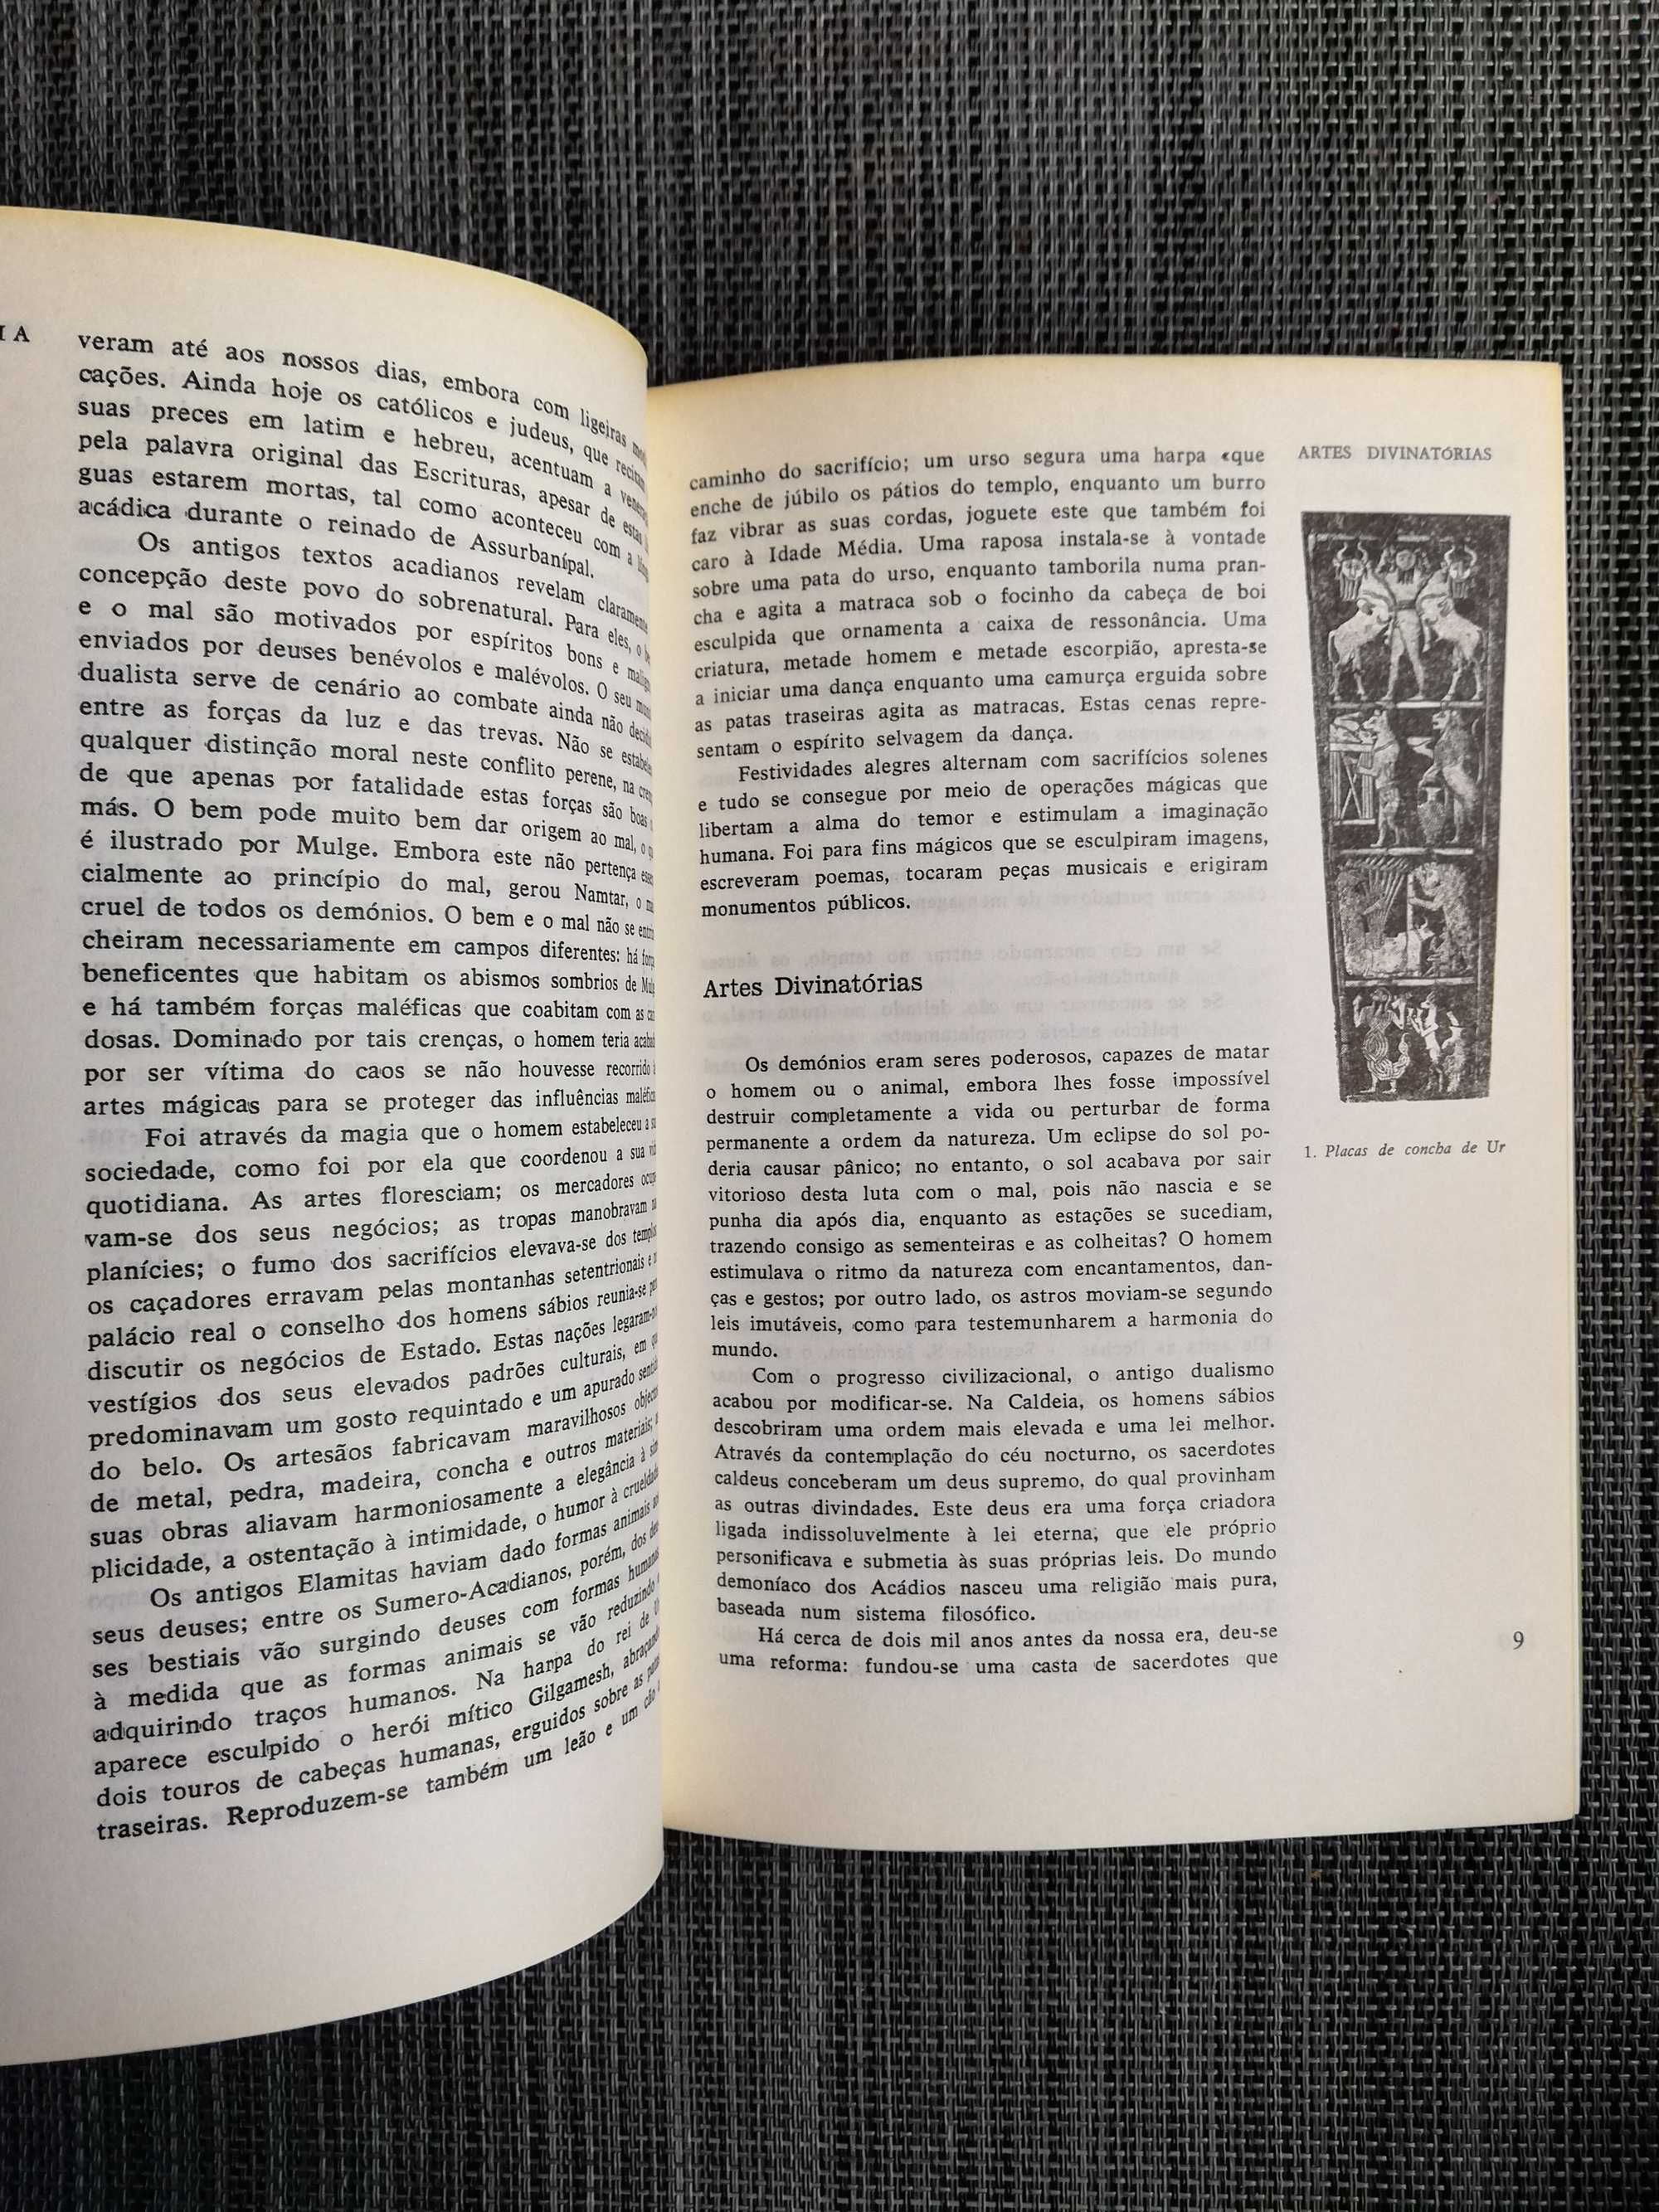 IA
veram até aos nossos dias, embora com ligeiras
cações. Ainda hoje os católicos e judeus, que recitam
suas preces em latim e hebreu, acentuam a
pela palavra original das Escrituras, apesar de estas
guas estarem mortas, tal como aconteceu com a
acádica durante o reinado de Assurbanípal.
Os antigos textos acadianos revelam claramente
concepção deste povo do sobrenatural. Para eles, o
e o mal são motivados por espíritos bons e
enviados por deuses benévolos e malévolos. O seu
dualista serve de cenário ao combate ainda não
entre as forças da luz e das trevas. Não se
qualquer distinção moral neste conflito perene, na
de que apenas por fatalidade estas forças são boas
más. O bem pode muito bem dar origem ao mal, o
é ilustrado por Mulge. Embora este não pertença
cialmente ao princípio do mal, gerou Namtar, o
cruel de todos os demónios. O bem e o mal não se
cheiram necessariamente em campos diferentes: há
beneficentes que habitam os abismos sombrios de
e há também forças maléficas que coabitam com as
dosas. Dominado por tais crenças, o homem teria
por ser vítima do caos se não houvesse recorrido
artes mágicas para se proteger das influências
Foi através da magia que o homem estabeleceu a
sociedade, como foi por ela que coordenou a sua
quotidiana. As artes floresciam; os mercadores
vam-se dos seus negócios; as tropas manobravam
planícies; o fumo dos sacrifícios elevava-se dos
os caçadores erravam pelas montanhas setentrionais e
palácio real o conselho dos homens sábios reunia-se
discutir os negócios de Estado. Estas nações
vestígios dos seus elevados padrões culturais, em
predominavam um gosto requintado e um apurado
do belo. Os artesãos fabricavam maravilhosos
de metal, pedra, madeira, concha e outros materiais;
suas obras aliavam harmoniosamente a elegância à
plicidade, a ostentação à intimidade, o humor à
Os antigos Elamitas haviam dado formas animais
seus deuses; entre os Sumero-Acadianos, porém, dos
ses bestiais vão surgindo deuses com formas
à medida que as formas animais se vão reduzindo
adquirindo traços humanos. Na harpa do rei de
aparece esculpido o herói mítico Gilgamesh,
dois touros de cabeças humanas, erguidos sobre as
traseiras. Reproduzem-se também um leão e um cão
ARTES DIVINATÓRIAS
caminho do sacrifício; um urso segura uma harpa «que
enche de júbilo os pátios do templo, enquanto um burro
faz vibrar as suas cordas, joguete este que também foi
caro à Idade Média. Uma raposa instala-se à vontade
sobre uma pata do urso, enquanto tamborila numa pran-
cha e agita a matraca sob o focinho da cabeça de boi
esculpida que ornamenta a caixa de ressonância. Uma
criatura, metade homem e metade escorpião, apresta-se
a iniciar uma dança enquanto uma camurça erguida sobre
as patas traseiras agita as matracas. Estas cenas repre-
sentam o espírito selvagem da dança.
Festividades alegres alternam com sacrifícios solenes
e tudo se consegue por meio de operações mágicas que
libertam a alma do temor e estimulam a imaginação
humana. Foi para fins mágicos que se esculpiram imagens,
escreveram poemas, tocaram peças musicais e erigiram
monumentos públicos.
Artes Divinatórias
Os demónios eram seres poderosos, capazes de matar
o homem ou o animal, embora lhes fosse impossível
destruir completamente a vida ou perturbar de forma
permanente a ordem da natureza. Um eclipse do sol po-
deria causar pânico; no entanto, o sol acabava por sair
vitorioso desta luta com o mal, pois não nascia e se
punha dia após dia, enquanto as estações se sucediam,
trazendo consigo as sementeiras e as colheitas? O homem
estimulava o ritmo da natureza com encantamentos, dan-
ças e gestos; por outro lado, os astros moviam-se segundo
leis imutáveis, como para testemunharem a harmonia do
mundo.
Com o progresso civilizacional, o antigo dualismo
acabou por modificar-se. Na Caldeia, os homens sábios
descobriram uma ordem mais elevada e uma lei melhor.
Através da contemplação do céu nocturno, os sacerdotes
caldeus conceberam um deus supremo, do qual provinham
as outras divindades. Este deus era uma força criadora
ligada indissoluvelmente à lei eterna, que ele próprio
personificava e submetia às suas próprias leis. Do mundo
demoníaco dos Acádios nasceu uma religião mais pura,
baseada num sistema filosófico.
Há cerca de dois mil anos antes da nossa era, deu-se
uma reforma: fundou-se uma casta de sacerdotes que
1. Placas de concha de Ur
9